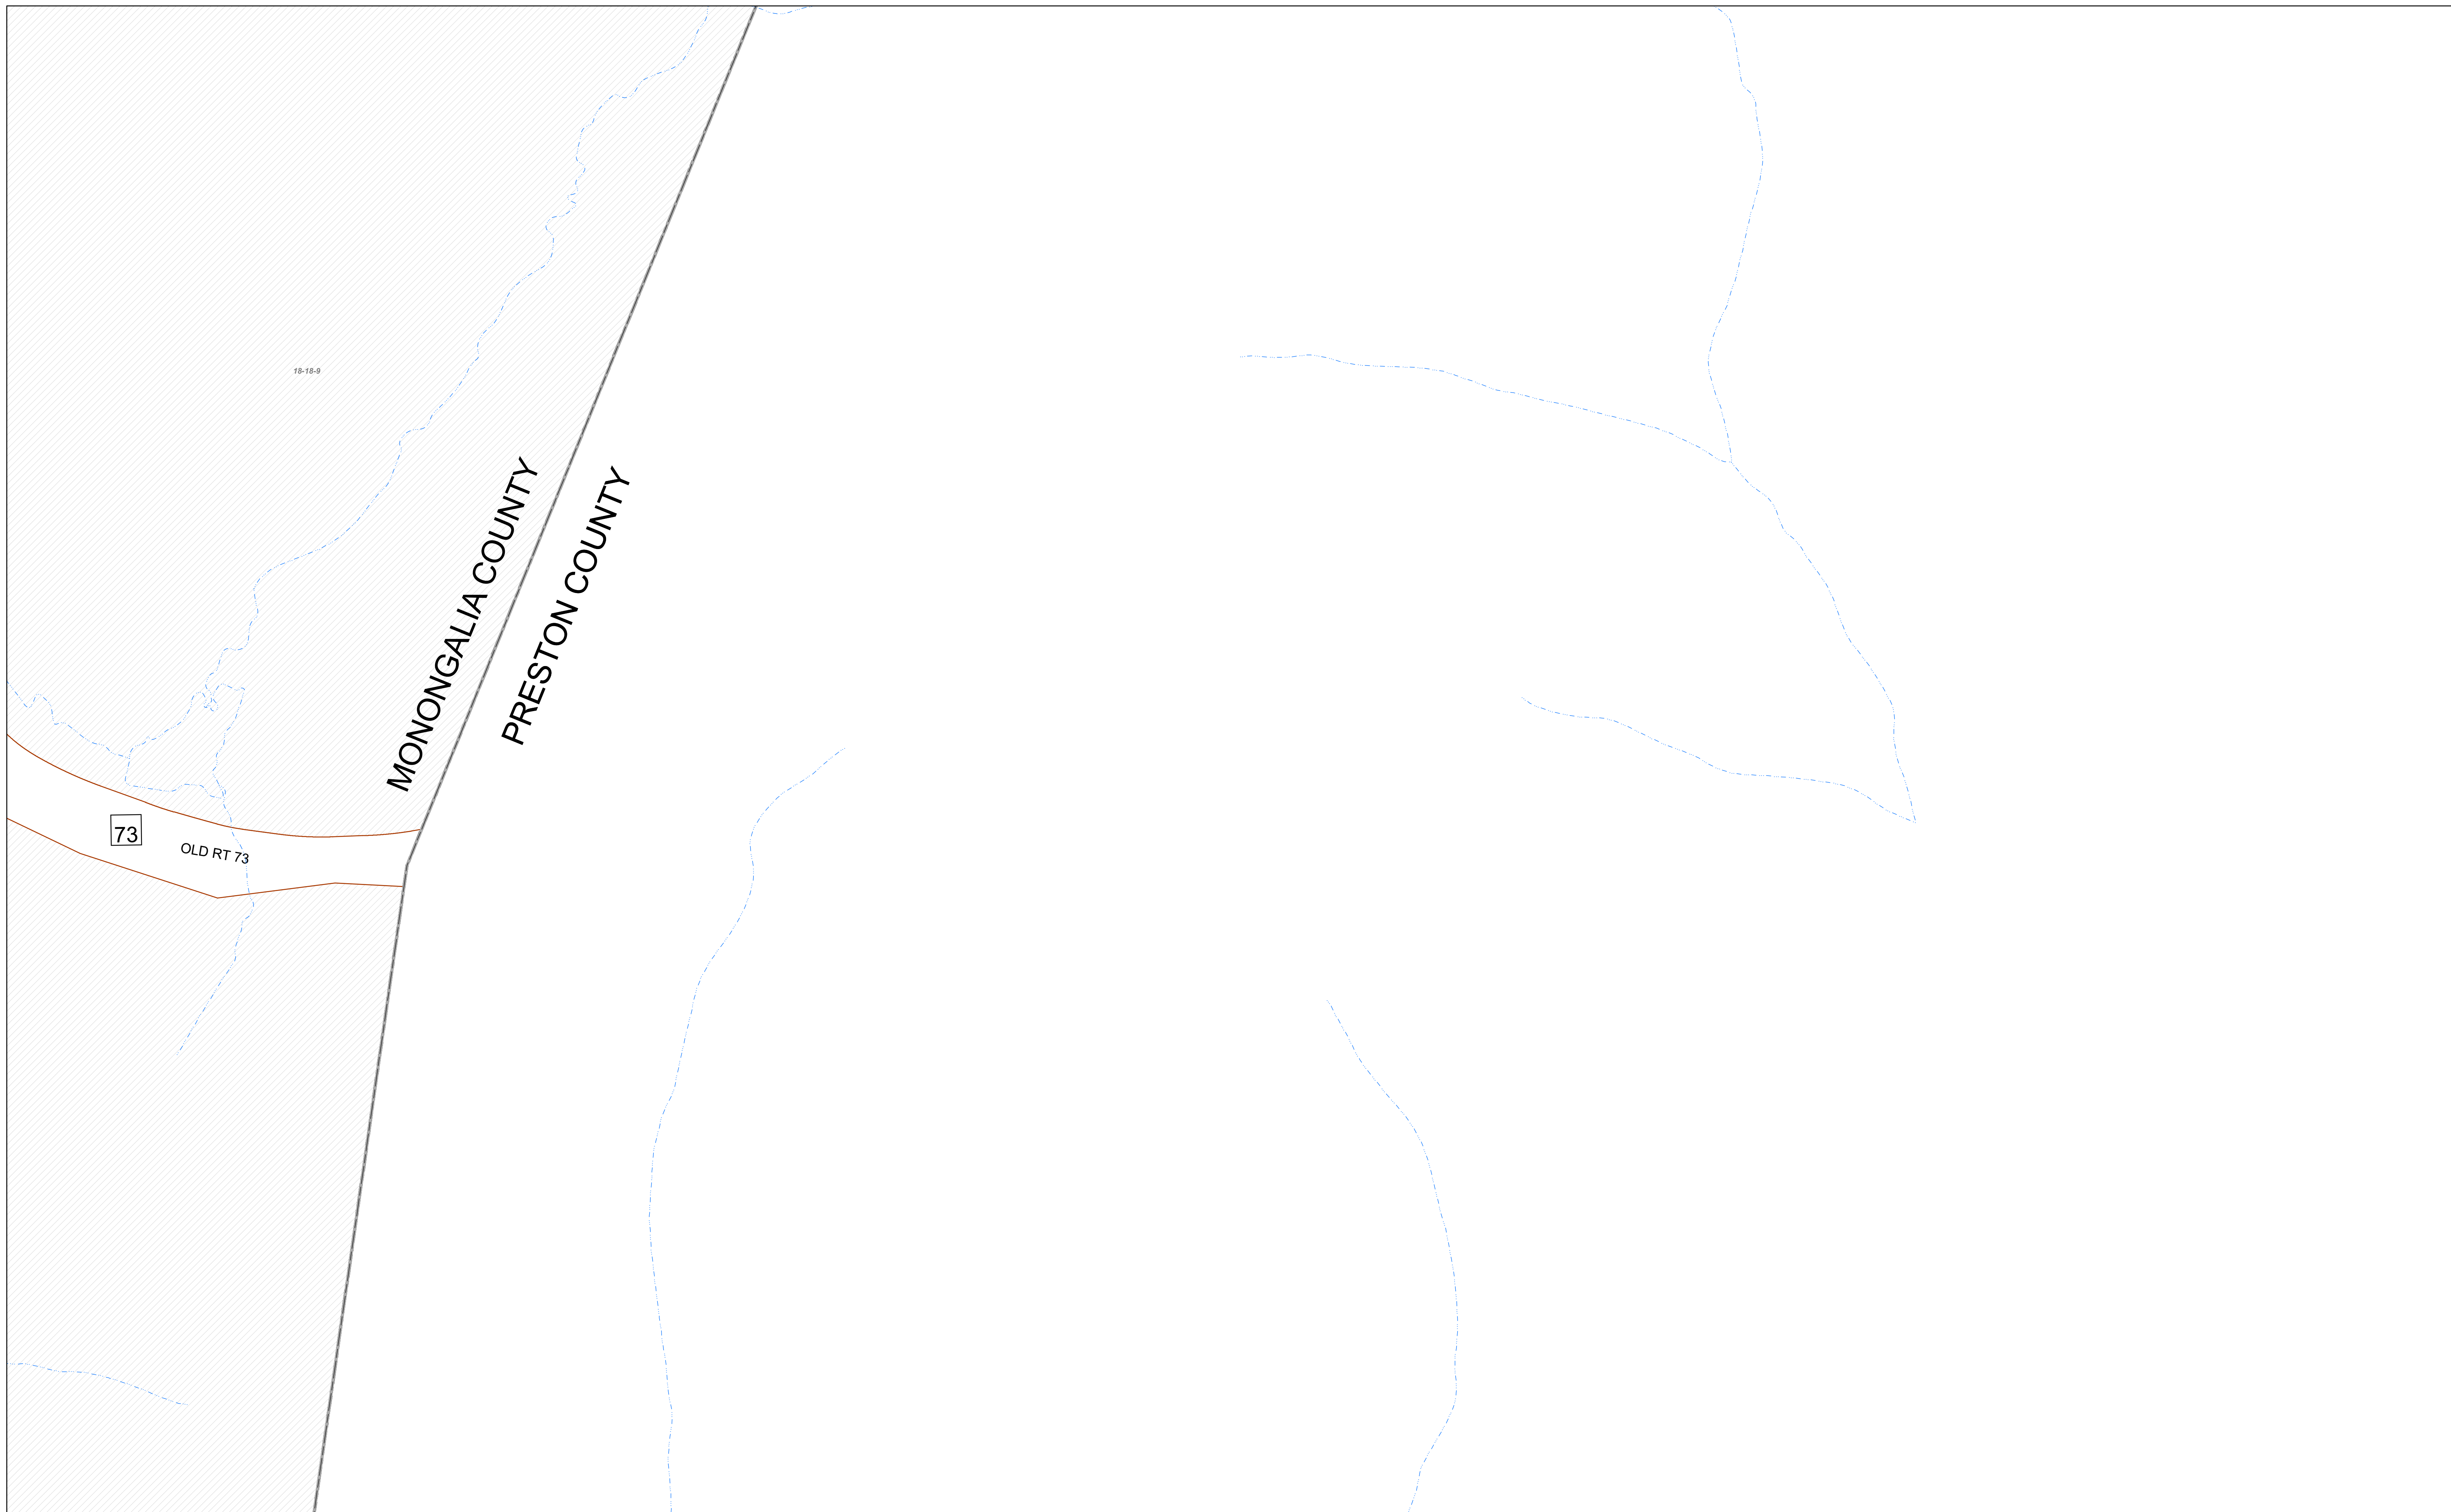 18-18-9
MONONGALIA COUNTY
PRESTON COUNTY
73
OLD RT 73